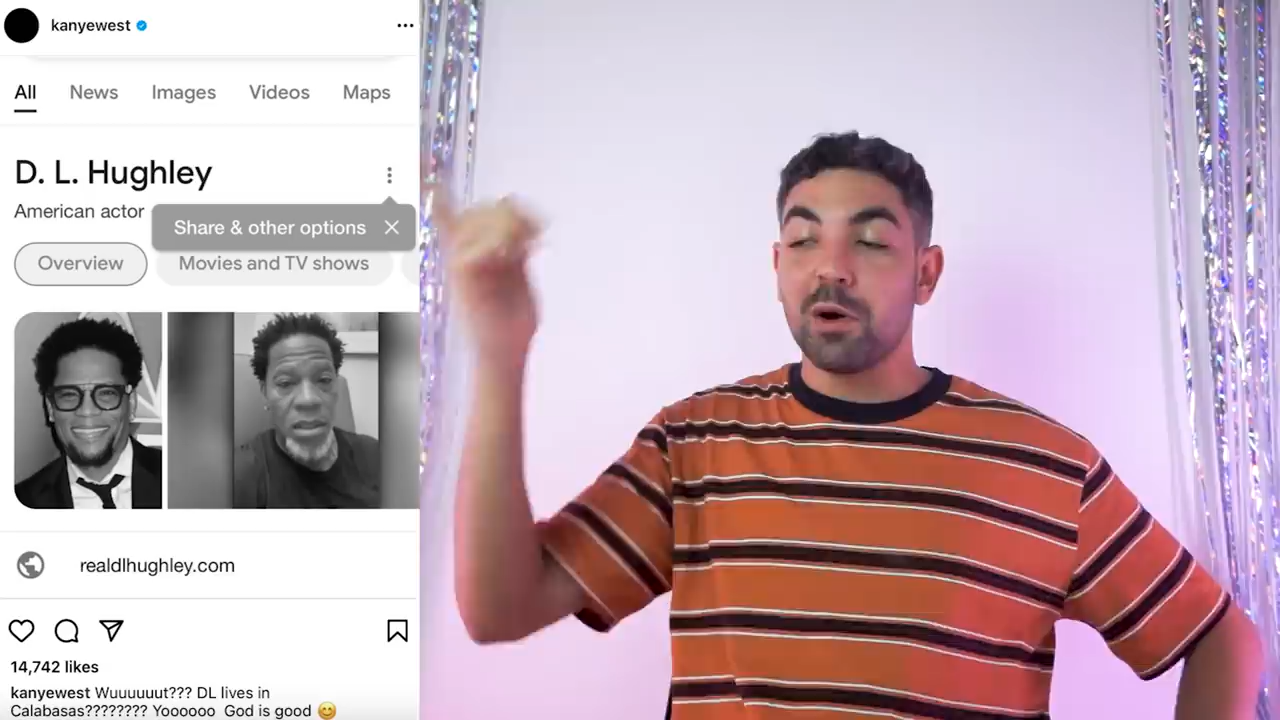 kanyewest
All News Images Videos Maps
D. L. Hughley
American actor
Share & other options
Overview
Movies and TV shows
realdlhughley.com
14,742 likes
kanyewest Wuuuuuut??? DL lives in
Calabasas???????? Yoooooo God is good 😊